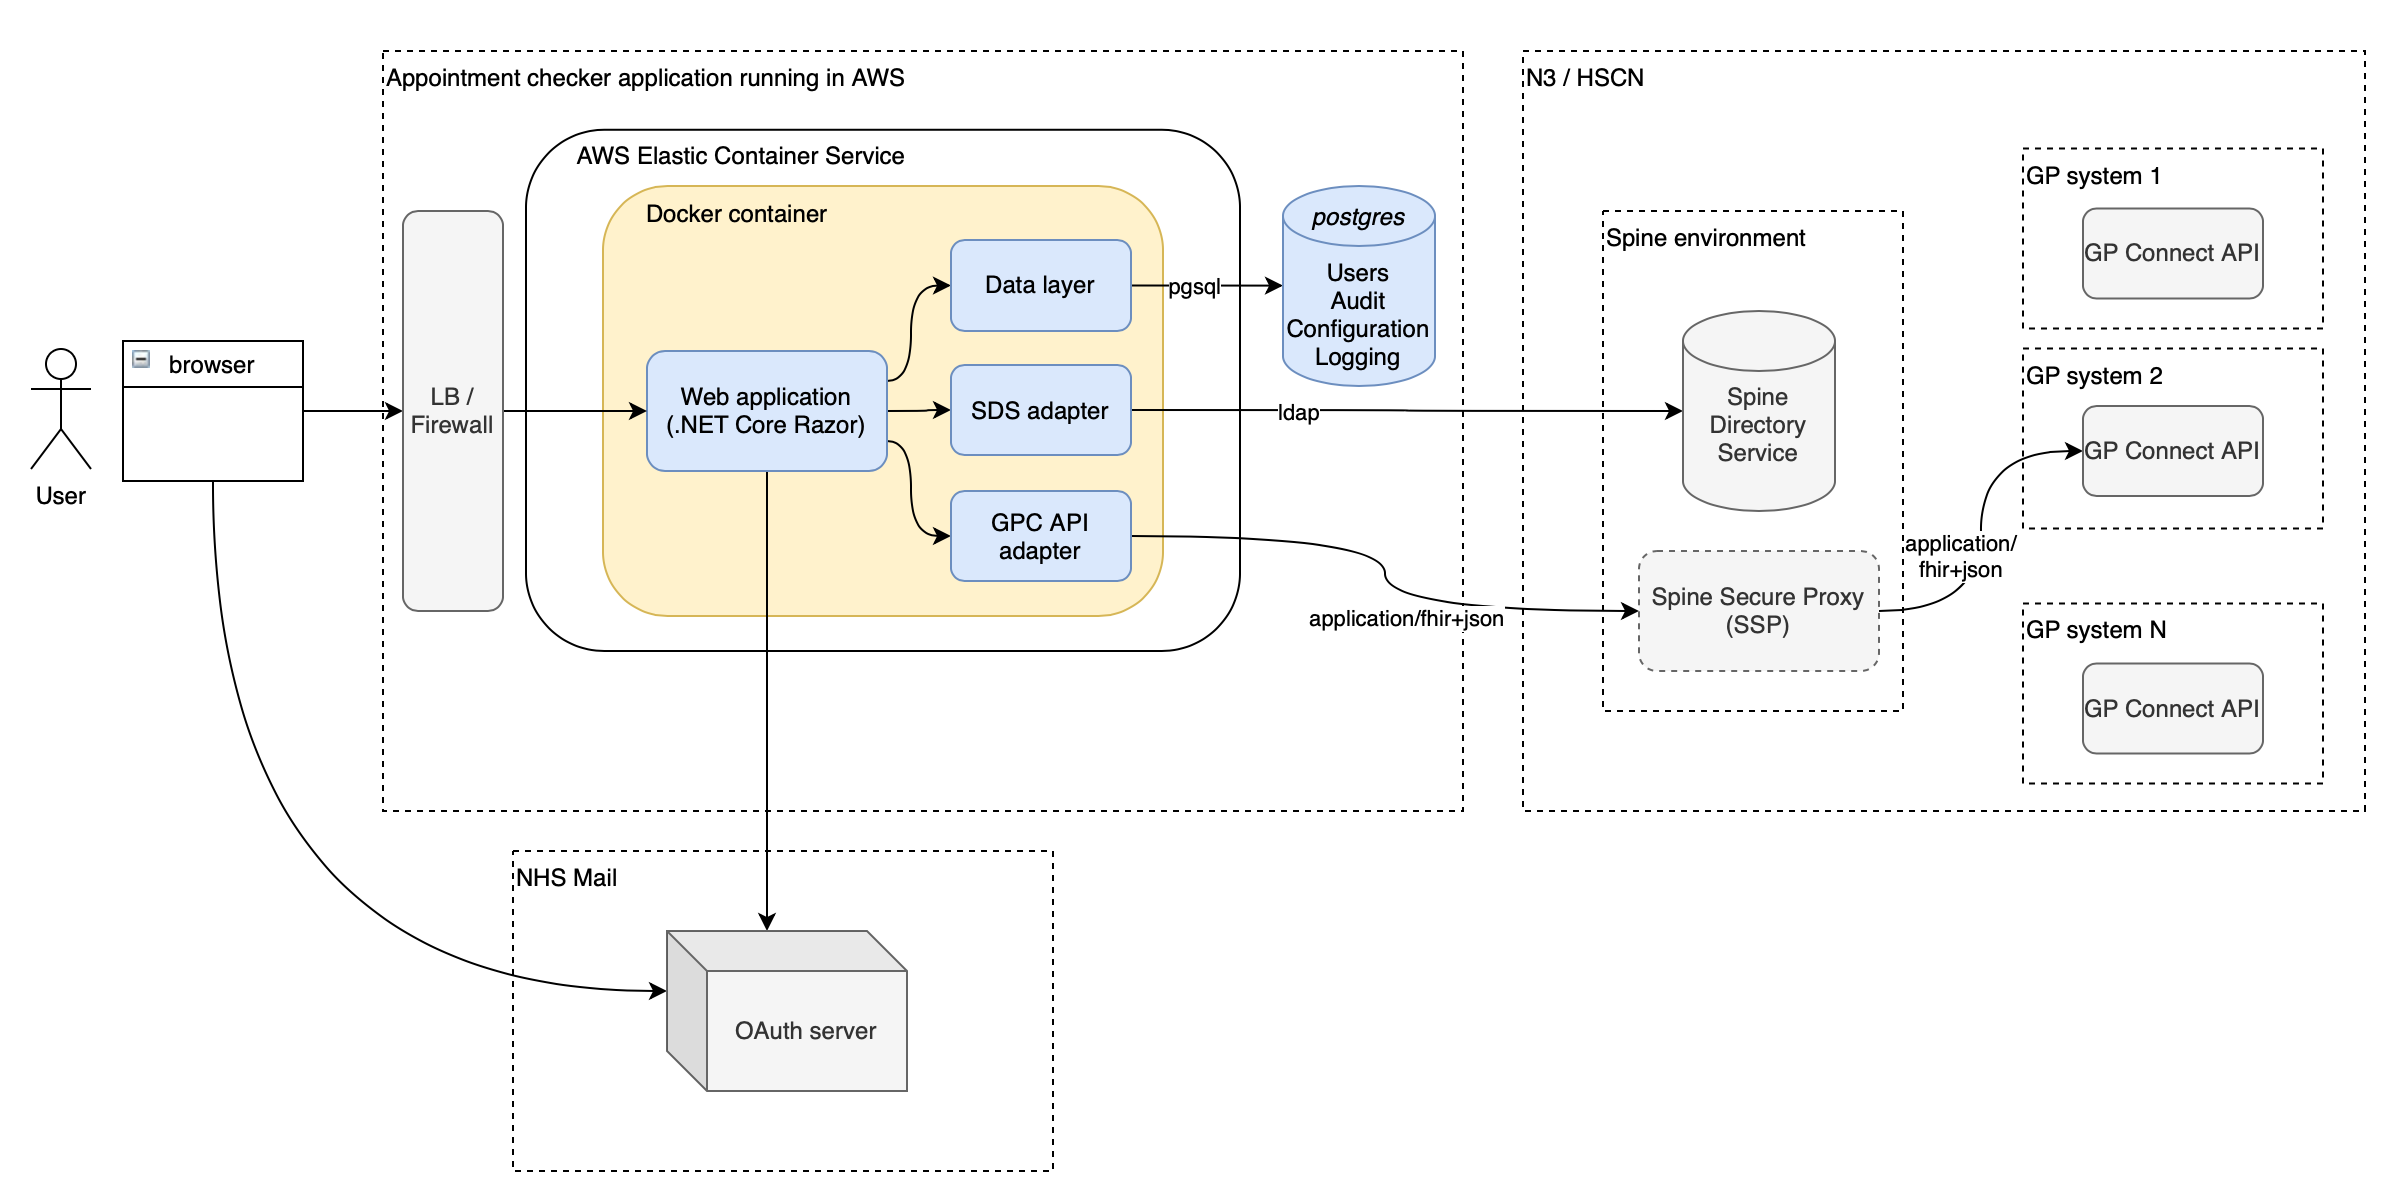 Appointment checker application running in AWS
N3 / HSCN
AWS Elastic Container Service
GP system 1
Docker container
postgres
Spine environment
GP Connect API
Data layer
pgsql
Users
Audit
Configuration
Logging
browser
GP system 2
LB /
Firewall
Web application
(.NET Core Razor)
SDS adapter
ldap
Spine
Directory
Service
GP Connect API
User
GPC API
adapter
application/
fhir+json
application/fhir+json
Spine Secure Proxy
(SSP)
GP system N
GP Connect API
NHS Mail
OAuth server